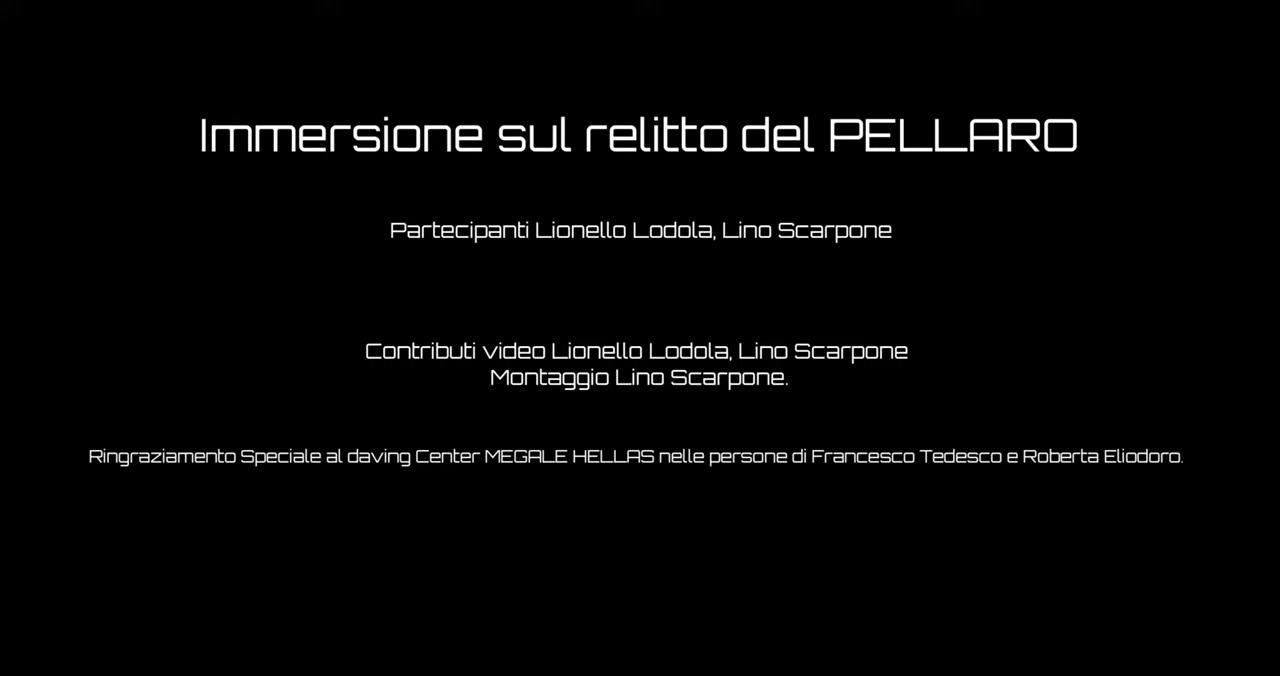 Immersione sul relitto del PELLARO
Partecipanti Lionello Lodola, Lino Scarpone
Contributi video Lionello Lodola, Lino Scarpone
Montaggio Lino Scarpone.
Ringraziamento Speciale al daving Center MEGALE HELLAS nelle persone di Francesco Tedesco e Roberta Eliodoro.